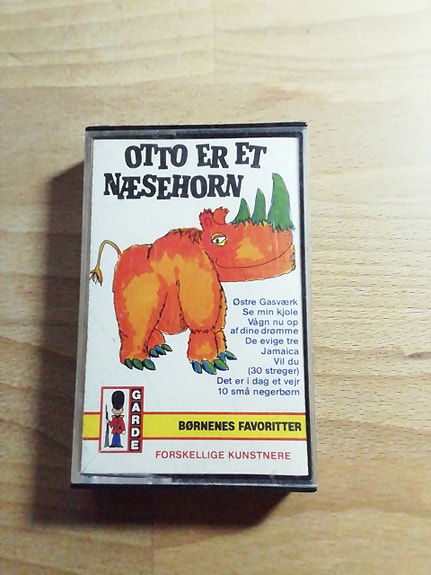 OTTO ER ET
NÆSEHORN
Østre Gasværk
Se min kjole
Vågn nu op
af dine drømme
De evige tre
Jamaica
Vil du
(30 streger)
Det er i dag et vejr
10 små negerbørn
GARDE
BØRNENES FAVORITTER
FORSKELLIGE KUNSTNERE